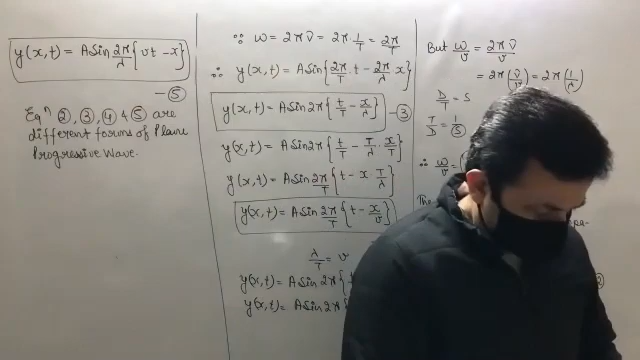 y(x,t) = A Sin 2π/λ {vt - x}
- ⑤
Eqⁿ ②, ③, ④ & ⑤ are
different forms of Plane
Progressive Wave.
∵ ω = 2πν = 2π·1/T = 2π/T
∴ y(x,t) = A Sin {2π/T·t - 2π/λ x}
y(x,t) = A Sin 2π {t/T - x/λ} - ③
y(x,t) = A Sin 2π {t/T - T/λ·x/T}
y(x,t) = A Sin 2π/T {t - x·T/λ}
y(x,t) = A Sin 2π/T {t - x/v}
λ/T = v
y(x,t) = A Sin 2π {
y(x,t) = A Sin 2π
But ω/v = 2πν/v
= 2π(ν/v) = 2π(1/λ)
D/T = S
T/D = 1/(S)
∴ ω/v =